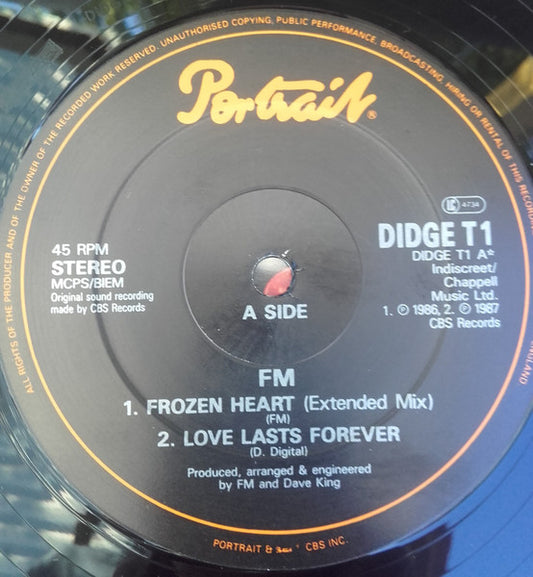 ALL RIGHTS OF THE PRODUCER AND OF THE OWNER OF THE RECORDED WORK RESERVED. UNAUTHORISED COPYING, PUBLIC PERFORMANCE, BROADCASTING, HIRING OR RENTAL OF THIS RECORDING
ENGLAND
Portrait®
K 4734
45 RPM
STEREO
MCPS/BIEM
Original sound recording
made by CBS Records
DIDGE T1
DIDGE T1 A*
Indiscreet/
Chappell
Music Ltd.
1. ℗ 1986, 2. ℗ 1987
CBS Records
A SIDE
FM
1. FROZEN HEART (Extended Mix)
(FM)
2. LOVE LASTS FOREVER
(D. Digital)
Produced, arranged & engineered
by FM and Dave King
PORTRAIT & CBS INC.